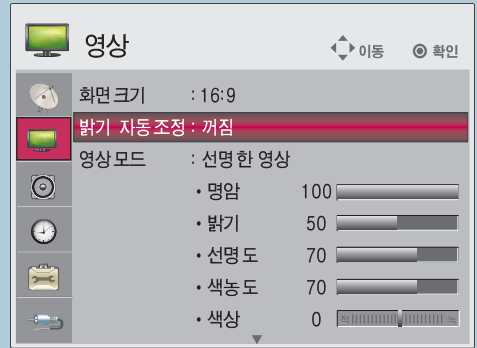 영상 이동 확인
화면 크기 : 16:9
밝기 자동 조정 : 꺼짐
영상 모드 : 선명한 영상
• 명암 100
• 밝기 50
• 선명도 70
• 색농도 70
• 색상 0 적 녹